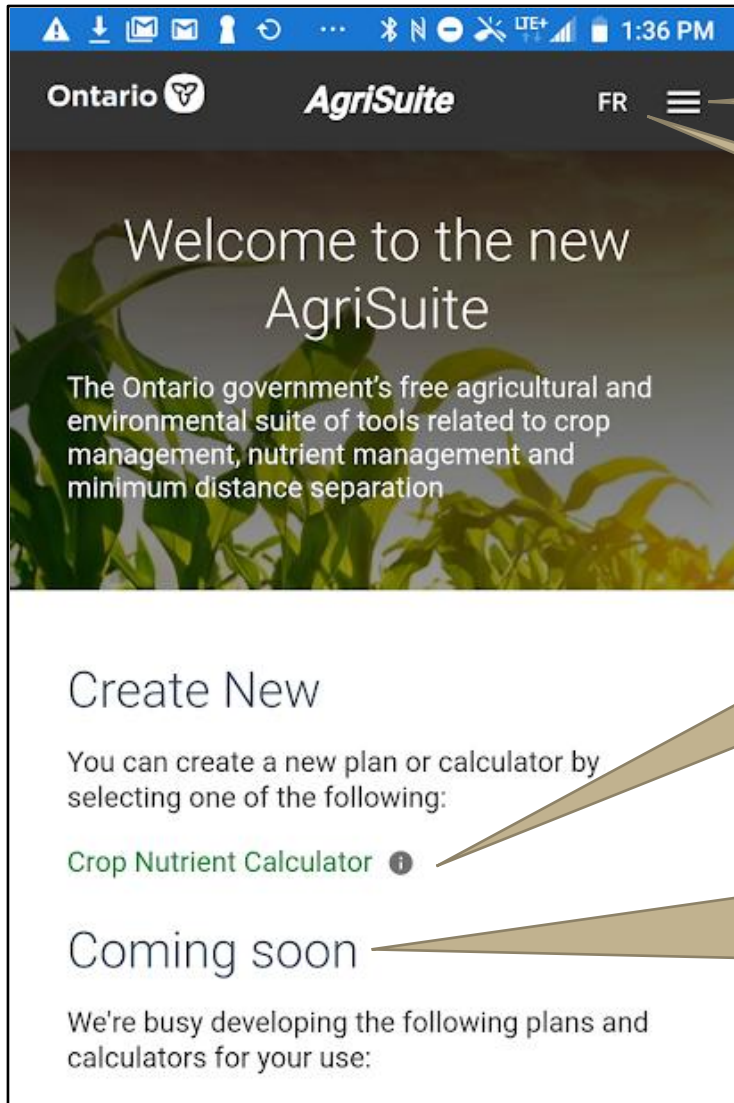 LTE+ 1:36 PM
Ontario AgriSuite FR
Welcome to the new
AgriSuite
The Ontario government's free agricultural and
environmental suite of tools related to crop
management, nutrient management and
minimum distance separation
Create New
You can create a new plan or calculator by
selecting one of the following:
Crop Nutrient Calculator
Coming soon
We're busy developing the following plans and
calculators for your use: